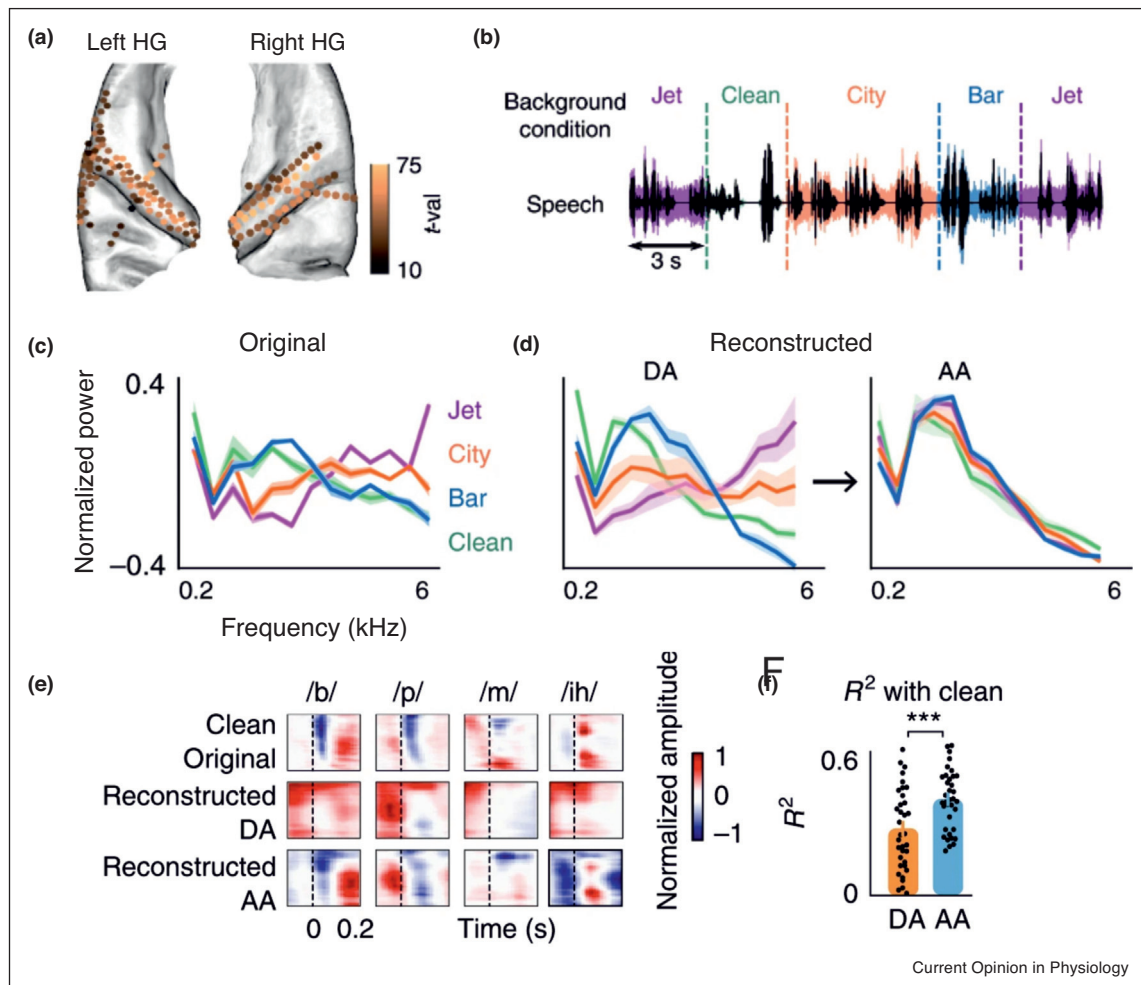 (a)
Left HG
Right HG
75
t-val
10
(b)
Background
condition
Jet
Clean
City
Bar
Jet
Speech
3 s
(c)
Original
Normalized power
0.4
–0.4
Jet
City
Bar
Clean
0.2
6
Frequency (kHz)
(d)
Reconstructed
DA
AA
0.2
6
0.2
6
(e)
/b/
/p/
/m/
/ih/
Clean
Original
Reconstructed
DA
Reconstructed
AA
0
0.2
Time (s)
Normalized amplitude
1
0
–1
F
(f)
R² with clean
***
0.6
R²
0
DA
AA
Current Opinion in Physiology